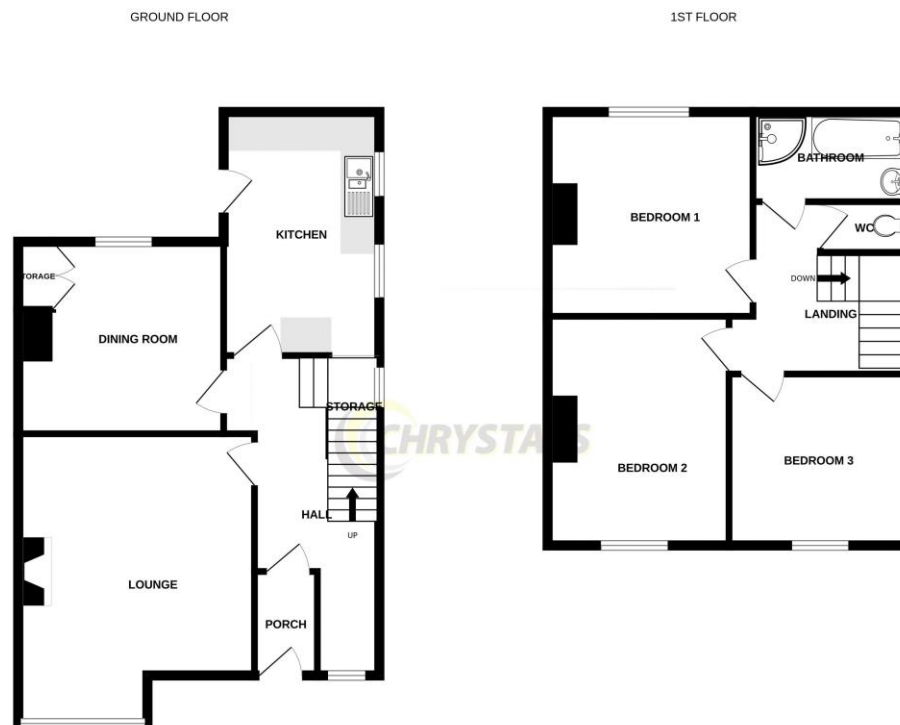 GROUND FLOOR
1ST FLOOR
KITCHEN
TORAGE
DINING ROOM
STORAGE
CHRYSTALS
HALL
UP
LOUNGE
PORCH
BATHROOM
BEDROOM 1
WC
DOWN
LANDING
BEDROOM 2
BEDROOM 3